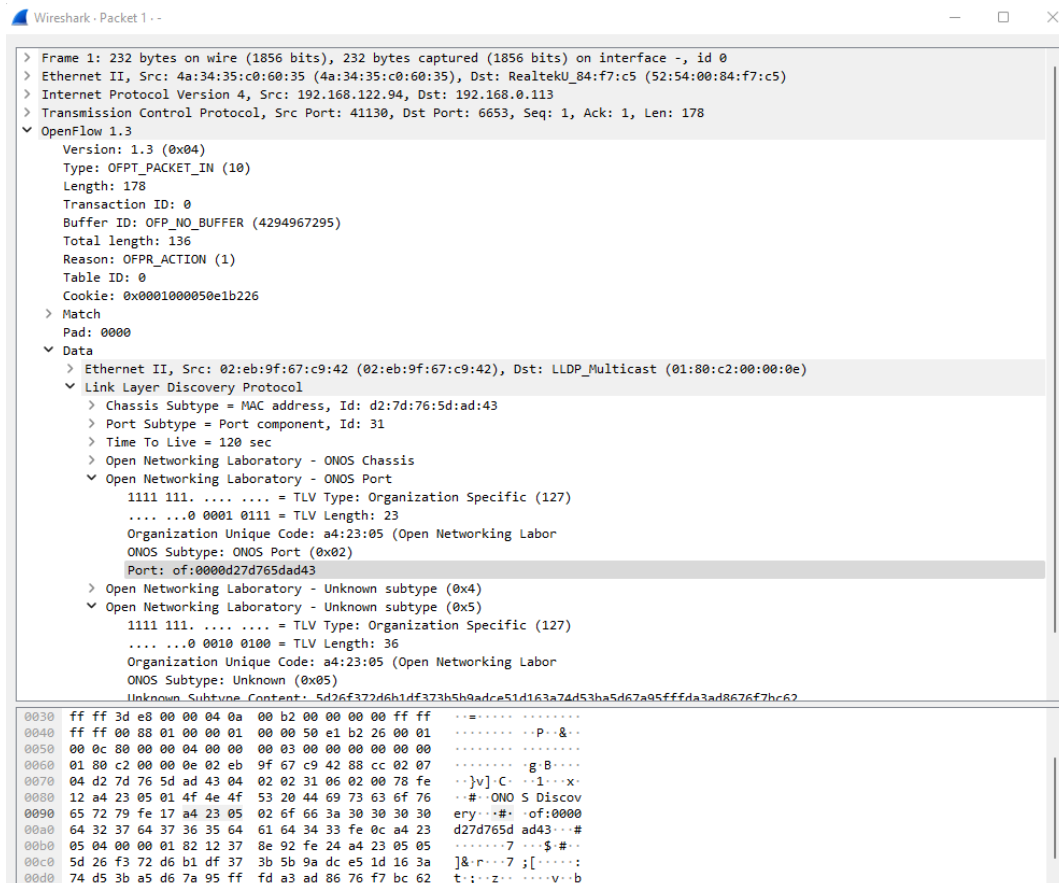 Wireshark · Packet 1 · -
Frame 1: 232 bytes on wire (1856 bits), 232 bytes captured (1856 bits) on interface -, id 0
Ethernet II, Src: 4a:34:35:c0:60:35 (4a:34:35:c0:60:35), Dst: RealtekU_84:f7:c5 (52:54:00:84:f7:c5)
Internet Protocol Version 4, Src: 192.168.122.94, Dst: 192.168.0.113
Transmission Control Protocol, Src Port: 41130, Dst Port: 6653, Seq: 1, Ack: 1, Len: 178
OpenFlow 1.3
Version: 1.3 (0x04)
Type: OFPT_PACKET_IN (10)
Length: 178
Transaction ID: 0
Buffer ID: OFP_NO_BUFFER (4294967295)
Total length: 136
Reason: OFPR_ACTION (1)
Table ID: 0
Cookie: 0x0001000050e1b226
Match
Pad: 0000
Data
Ethernet II, Src: 02:eb:9f:67:c9:42 (02:eb:9f:67:c9:42), Dst: LLDP_Multicast (01:80:c2:00:00:0e)
Link Layer Discovery Protocol
Chassis Subtype = MAC address, Id: d2:7d:76:5d:ad:43
Port Subtype = Port component, Id: 31
Time To Live = 120 sec
Open Networking Laboratory - ONOS Chassis
Open Networking Laboratory - ONOS Port
1111 111. .... .... = TLV Type: Organization Specific (127)
.... ...0 0001 0111 = TLV Length: 23
Organization Unique Code: a4:23:05 (Open Networking Labor
ONOS Subtype: ONOS Port (0x02)
Port: of:0000d27d765dad43
Open Networking Laboratory - Unknown subtype (0x4)
Open Networking Laboratory - Unknown subtype (0x5)
1111 111. .... .... = TLV Type: Organization Specific (127)
.... ...0 0010 0100 = TLV Length: 36
Organization Unique Code: a4:23:05 (Open Networking Labor
ONOS Subtype: Unknown (0x05)
Unknown Subtype Content: 5d26f372d6b1df373b5b9adce51d163a74d53ba5d67a95fffda3ad8676f7bc62
0030 ff ff 3d e8 00 00 04 0a 00 b2 00 00 00 00 ff ff ··=····· ········
0040 ff ff 00 88 01 00 00 01 00 00 50 e1 b2 26 00 01 ········ ··P··&··
0050 00 0c 80 00 00 04 00 00 00 03 00 00 00 00 00 00 ········ ········
0060 01 80 c2 00 00 0e 02 eb 9f 67 c9 42 88 cc 02 07 ········ ·g·B····
0070 04 d2 7d 76 5d ad 43 04 02 02 31 06 02 00 78 fe ··}v]·C· ··1···x·
0080 12 a4 23 05 01 4f 4e 4f 53 20 44 69 73 63 6f 76 ··#··ONO S Discov
0090 65 72 79 fe 17 a4 23 05 02 6f 66 3a 30 30 30 30 ery···#· ·of:0000
00a0 64 32 37 64 37 36 35 64 61 64 34 33 fe 0c a4 23 d27d765d ad43···#
00b0 05 04 00 00 01 82 12 37 8e 92 fe 24 a4 23 05 05 ·······7 ···$·#··
00c0 5d 26 f3 72 d6 b1 df 37 3b 5b 9a dc e5 1d 16 3a ]&·r···7 ;[·····:
00d0 74 d5 3b a5 d6 7a 95 ff fd a3 ad 86 76 f7 bc 62 t·;··z·· ····v··b